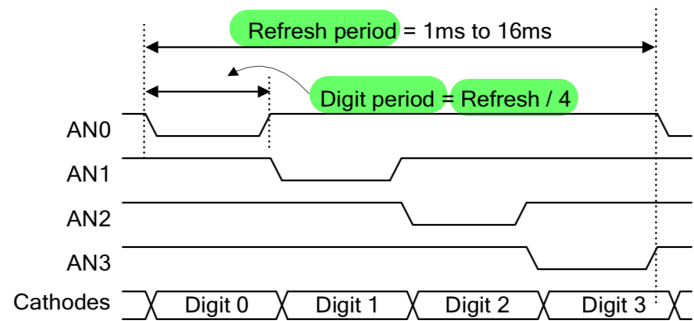 Refresh period = 1ms to 16ms
Digit period = Refresh / 4
AN0
AN1
AN2
AN3
Cathodes Digit 0 Digit 1 Digit 2 Digit 3